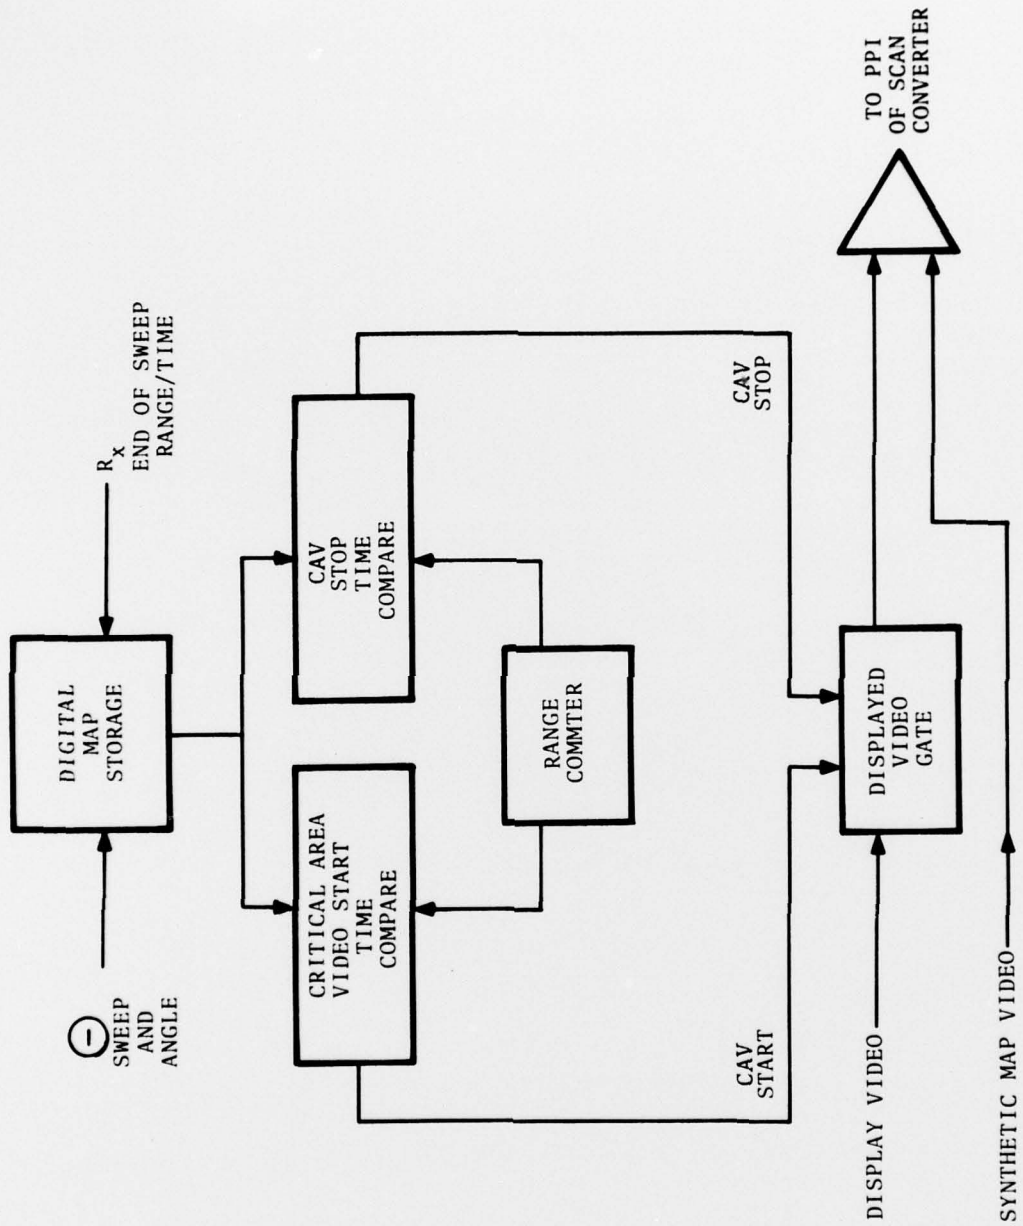 Θ
SWEEP
AND
ANGLE
DIGITAL
MAP
STORAGE
Rx
END OF SWEEP
RANGE/TIME
CRITICAL AREA
VIDEO START
TIME
COMPARE
CAV
STOP
TIME
COMPARE
RANGE
COMMTER
CAV
START
CAV
STOP
DISPLAY VIDEO
DISPLAYED
VIDEO
GATE
TO PPI
OF SCAN
CONVERTER
SYNTHETIC MAP VIDEO